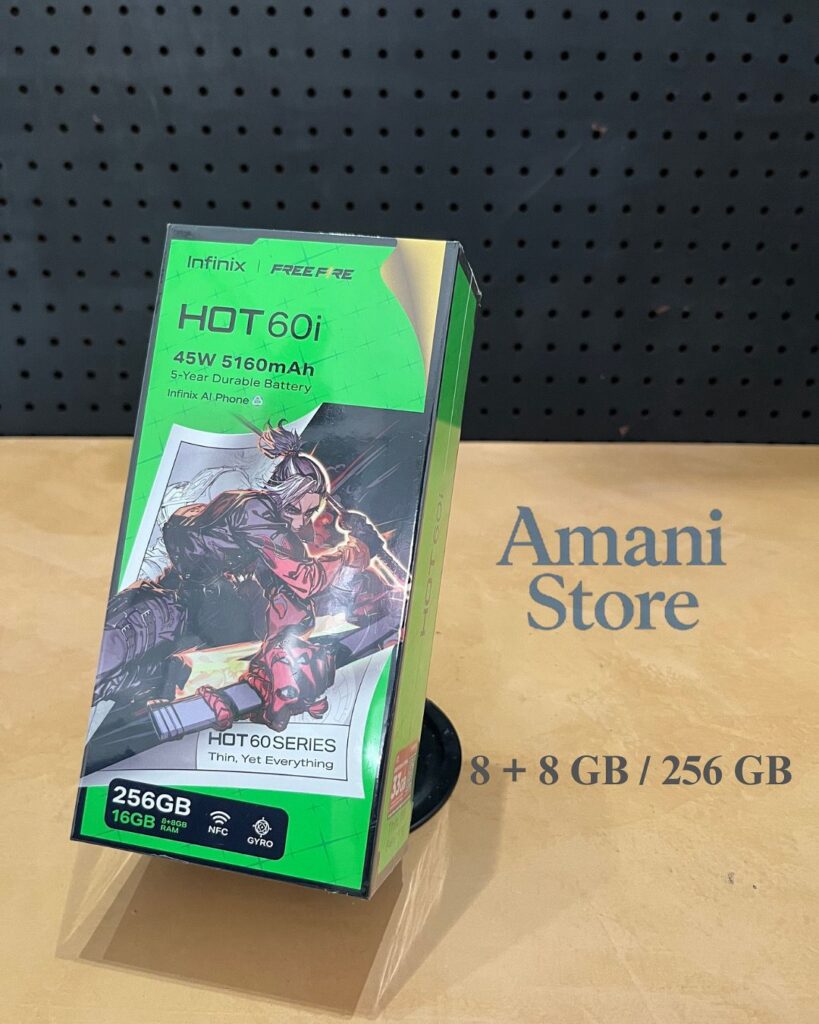 Infinix | FREE FIRE
HOT 60i
45W 5160mAh
5-Year Durable Battery
Infinix AI Phone
HOT 60i
Amani
Store
HOT 60 SERIES
Thin, Yet Everything
8 + 8 GB / 256 GB
256GB
16GB 8+8GB RAM
NFC
GYRO